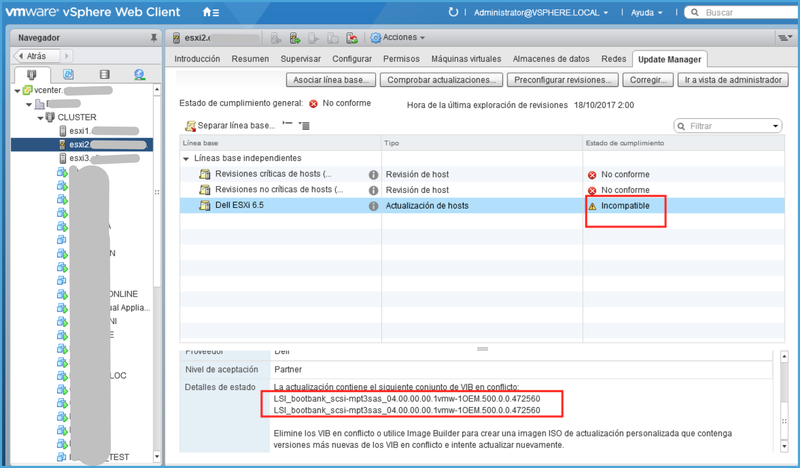 vmware® vSphere Web Client
Administrator@VSPHERE.LOCAL
Ayuda
Buscar
Navegador
Atrás
vcenter.
CLUSTER
esxi1.
esxi2.
esxi3.
ONLINE
ual Applia...
NI
E
LOC
_TEST
esxi2.
Acciones
Introducción Resumen Supervisar Configurar Permisos Máquinas virtuales Almacenes de datos Redes Update Manager
Asociar línea base... Comprobar actualizaciones... Preconfigurar revisiones... Corregir... Ir a vista de administrador
Estado de cumplimiento general: No conforme Hora de la última exploración de revisiones 18/10/2017 2:00
Separar línea base...
Filtrar
Línea base Tipo Estado de cumplimiento
Líneas base independientes
Revisiones críticas de hosts (... Revisión de host No conforme
Revisiones no críticas de hosts (... Revisión de host No conforme
Dell ESXi 6.5 Actualización de hosts Incompatible
Proveedor Dell
Nivel de aceptación Partner
Detalles de estado La actualización contiene el siguiente conjunto de VIB en conflicto:
LSI_bootbank_scsi-mpt3sas_04.00.00.00.1vmw-1OEM.500.0.0.472560
LSI_bootbank_scsi-mpt3sas_04.00.00.00.1vmw-1OEM.500.0.0.472560
Elimine los VIB en conflicto o utilice Image Builder para crear una imagen ISO de actualización personalizada que contenga
versiones más nuevas de los VIB en conflicto e intente actualizar nuevamente.